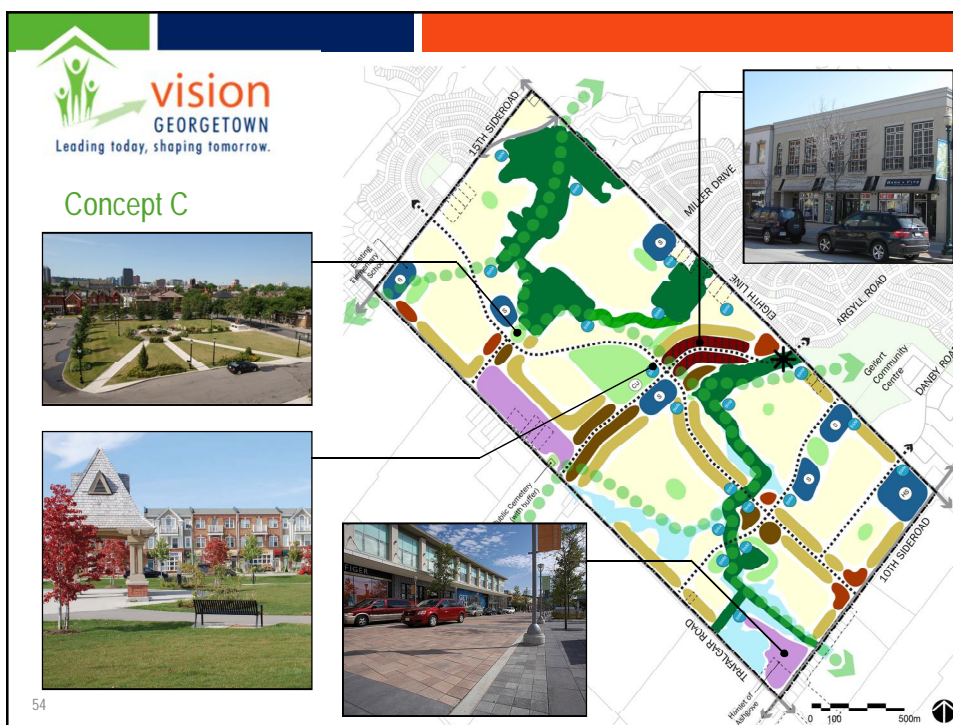 vision
GEORGETOWN
Leading today, shaping tomorrow.
Concept C
15TH SIDEROAD
MILLER DRIVE
EIGHTH LINE
ARGYLL ROAD
DANBY ROAD
Gellert
Community
Centre
Existing
Elementary
School
S
S
S
S
S
S
HS
CU
Public Cemetery
(with buffer)
10TH SIDEROAD
TRAFALGAR ROAD
Hamlet of
Ashgrove
0 100 500m
54